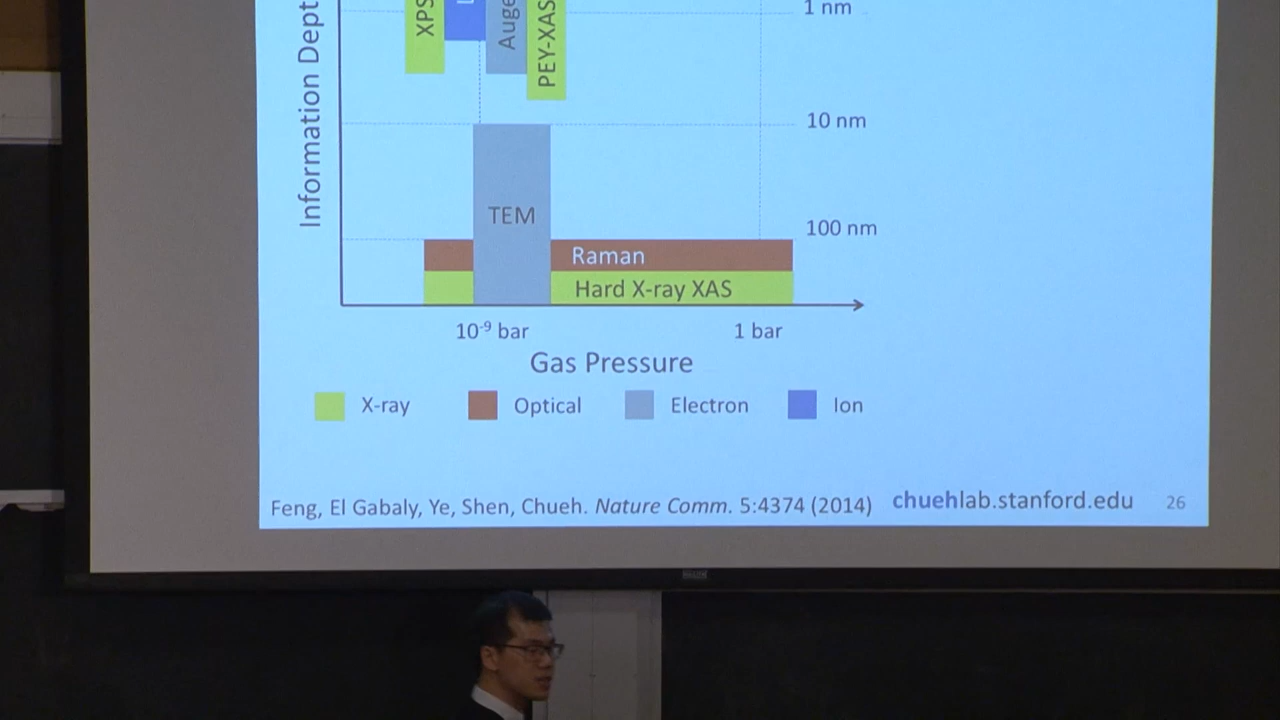 Information Dept
XPS
Auge
PEY-XAS
1 nm
10 nm
TEM
100 nm
Raman
Hard X-ray XAS
10⁻⁹ bar
1 bar
Gas Pressure
X-ray
Optical
Electron
Ion
Feng, El Gabaly, Ye, Shen, Chueh. Nature Comm. 5:4374 (2014)
chuehlab.stanford.edu
26